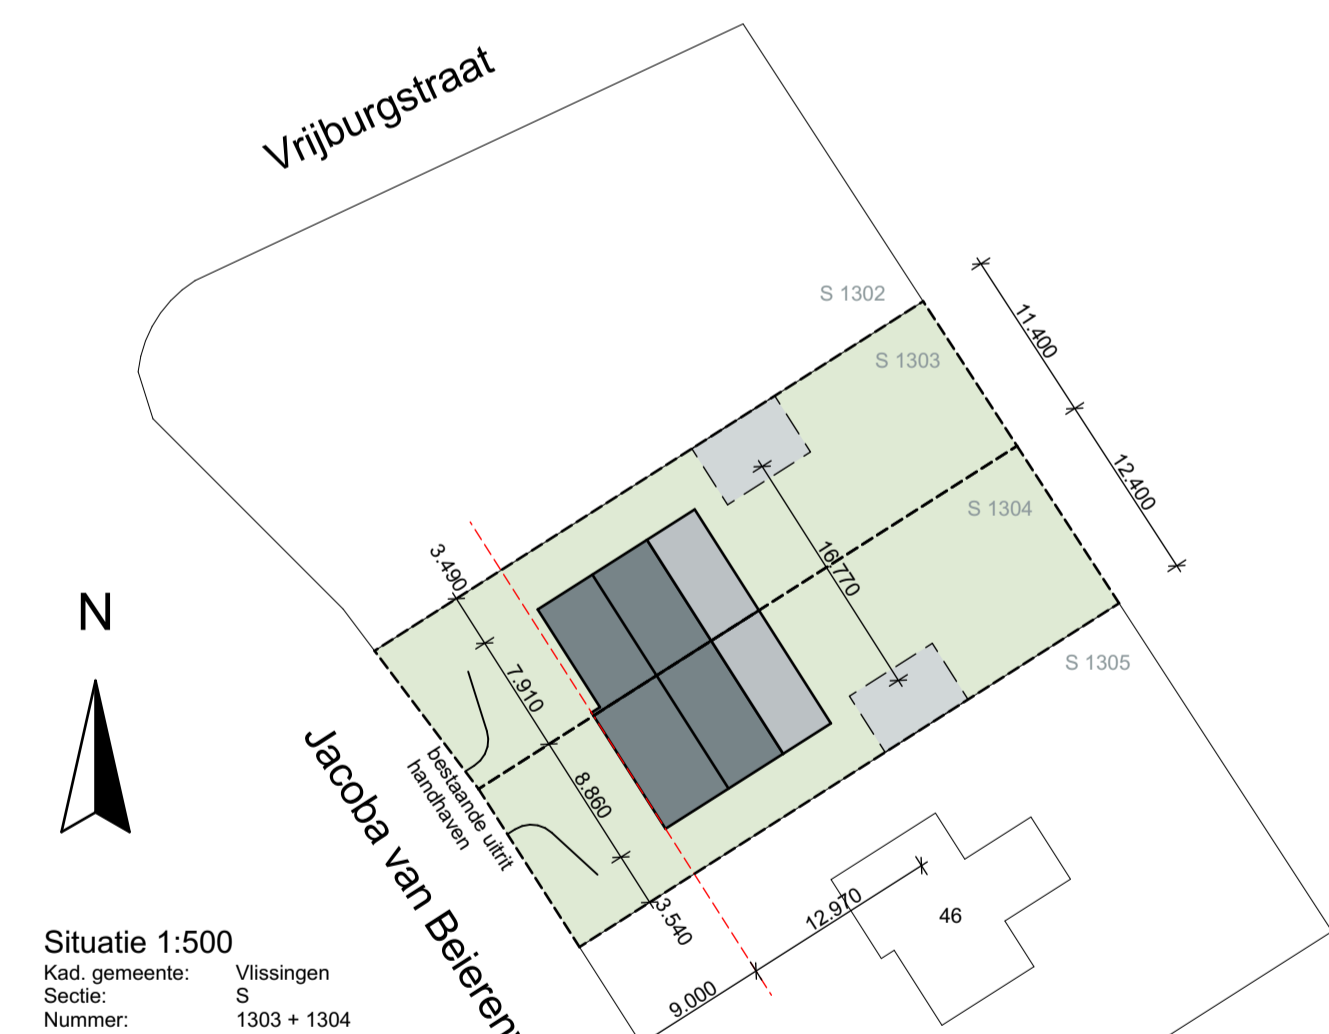 Vrijburgstraat
S 1302
11.400
S 1303
12.400
S 1304
3.490
16.770
N
7.910
S 1305
8.860
bestaande uitrit
handhaven
Jacoba van
3.540
12.970
46
9.000
Situatie 1:500
Kad. gemeente: Vlissingen
Sectie: S
Nummer: 1303 + 1304